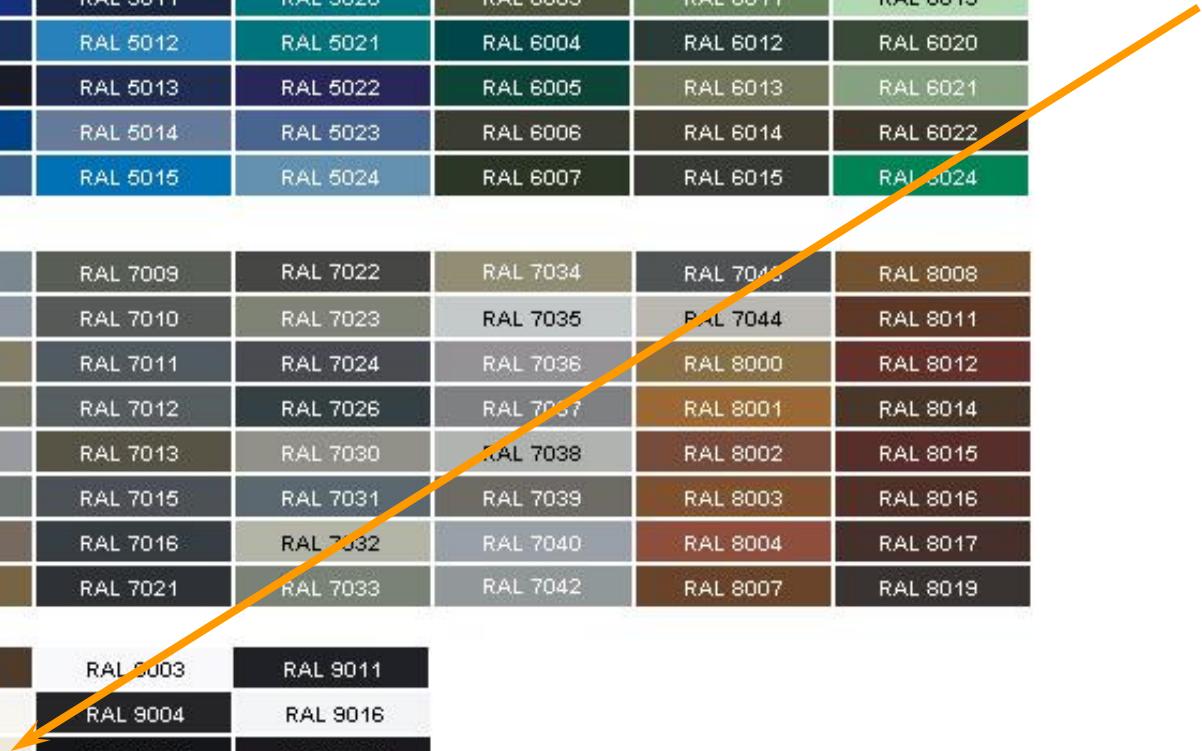 RAL 5012 RAL 5021 RAL 6004 RAL 6012 RAL 6020
RAL 5013 RAL 5022 RAL 6005 RAL 6013 RAL 6021
RAL 5014 RAL 5023 RAL 6006 RAL 6014 RAL 6022
RAL 5015 RAL 5024 RAL 6007 RAL 6015 RAL 6024
RAL 7009 RAL 7022 RAL 7034 RAL 7043 RAL 8008
RAL 7010 RAL 7023 RAL 7035 RAL 7044 RAL 8011
RAL 7011 RAL 7024 RAL 7036 RAL 8000 RAL 8012
RAL 7012 RAL 7026 RAL 7037 RAL 8001 RAL 8014
RAL 7013 RAL 7030 RAL 7038 RAL 8002 RAL 8015
RAL 7015 RAL 7031 RAL 7039 RAL 8003 RAL 8016
RAL 7016 RAL 7032 RAL 7040 RAL 8004 RAL 8017
RAL 7021 RAL 7033 RAL 7042 RAL 8007 RAL 8019
RAL 9003 RAL 9011
RAL 9004 RAL 9016